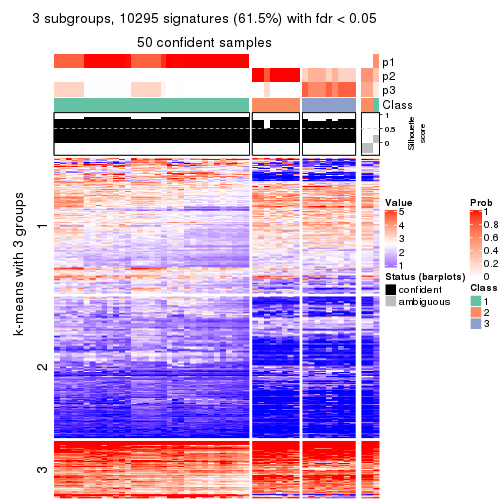 3 subgroups, 10295 signatures (61.5%) with fdr < 0.05
50 confident samples
p1
p2
p3
Class
1
0.5
0
Silhouette
score
k-means with 3 groups
1
2
3
Value
5
4
3
2
1
Status (barplots)
confident
ambiguous
Prob
1
0.8
0.6
0.4
0.2
0
Class
1
2
3